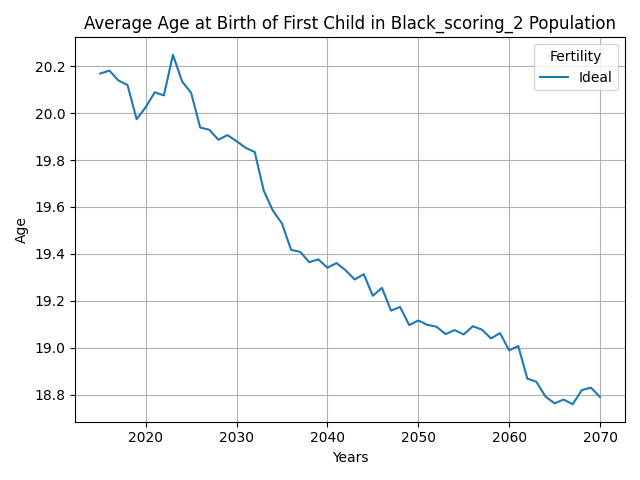 Average Age at Birth of First Child in Black_scoring_2 Population
Fertility
Ideal
20.2
20.0
19.8
19.6
19.4
19.2
19.0
18.8
Age
2020 2030 2040 2050 2060 2070
Years